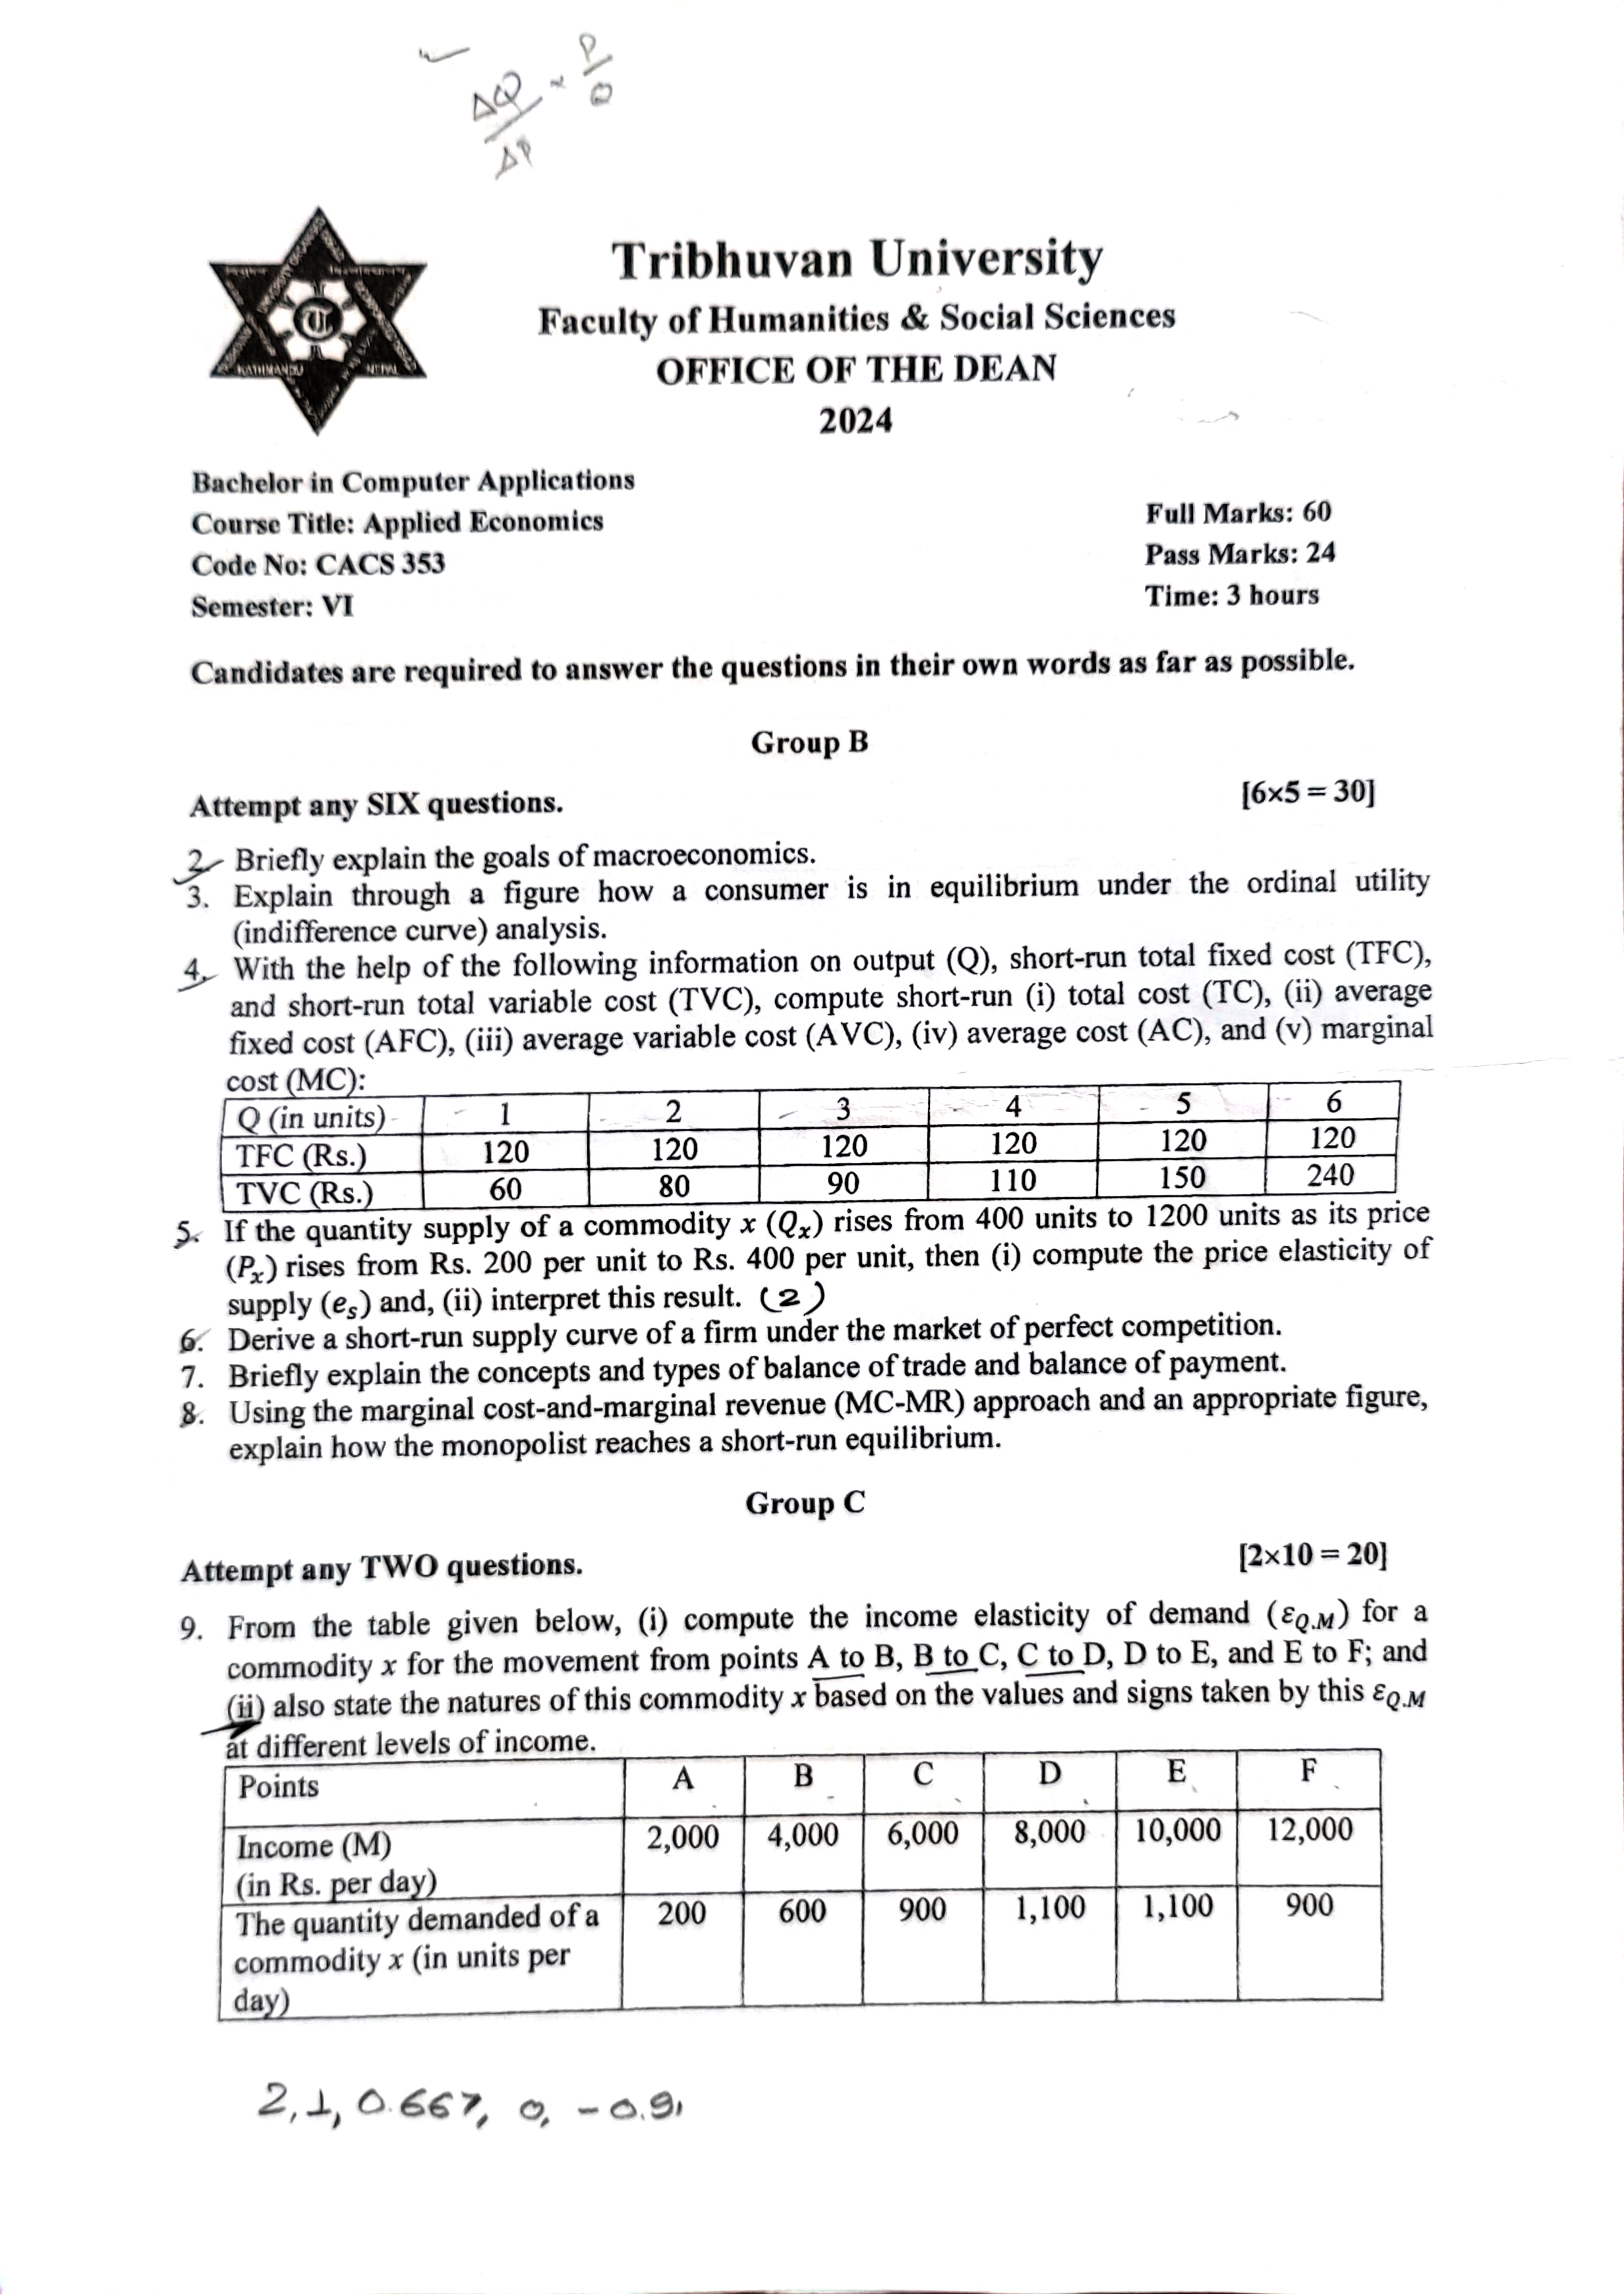 ΔQ/ΔP × P/Q
KATHMANDU NEPAL
Tribhuvan University
Faculty of Humanities & Social Sciences
OFFICE OF THE DEAN
2024
Bachelor in Computer Applications
Course Title: Applied Economics
Code No: CACS 353
Semester: VI
Full Marks: 60
Pass Marks: 24
Time: 3 hours
Candidates are required to answer the questions in their own words as far as possible.
Group B
Attempt any SIX questions. [6×5 = 30]
2. Briefly explain the goals of macroeconomics.
3. Explain through a figure how a consumer is in equilibrium under the ordinal utility
(indifference curve) analysis.
4. With the help of the following information on output (Q), short-run total fixed cost (TFC),
and short-run total variable cost (TVC), compute short-run (i) total cost (TC), (ii) average
fixed cost (AFC), (iii) average variable cost (AVC), (iv) average cost (AC), and (v) marginal
cost (MC):
Q (in units) 1 2 3 4 5 6
TFC (Rs.) 120 120 120 120 120 120
TVC (Rs.) 60 80 90 110 150 240
5. If the quantity supply of a commodity x (Qx) rises from 400 units to 1200 units as its price
(Px) rises from Rs. 200 per unit to Rs. 400 per unit, then (i) compute the price elasticity of
supply (es) and, (ii) interpret this result. (2)
6. Derive a short-run supply curve of a firm under the market of perfect competition.
7. Briefly explain the concepts and types of balance of trade and balance of payment.
8. Using the marginal cost-and-marginal revenue (MC-MR) approach and an appropriate figure,
explain how the monopolist reaches a short-run equilibrium.
Group C
Attempt any TWO questions. [2×10 = 20]
9. From the table given below, (i) compute the income elasticity of demand (εQ.M) for a
commodity x for the movement from points A to B, B to C, C to D, D to E, and E to F; and
(ii) also state the natures of this commodity x based on the values and signs taken by this εQ.M
at different levels of income.
Points A B C D E F
Income (M) 2,000 4,000 6,000 8,000 10,000 12,000
(in Rs. per day)
The quantity demanded of a 200 600 900 1,100 1,100 900
commodity x (in units per
day)
2, 1, 0.667, 0, -0.9,